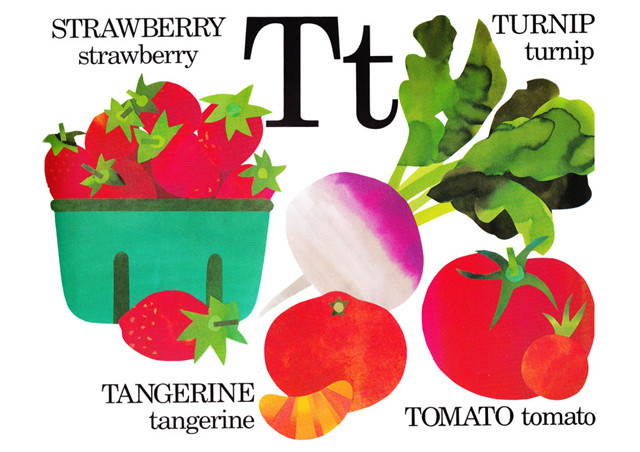 STRAWBERRY
strawberry
Tt
TURNIP
turnip
TANGERINE
tangerine
TOMATO tomato